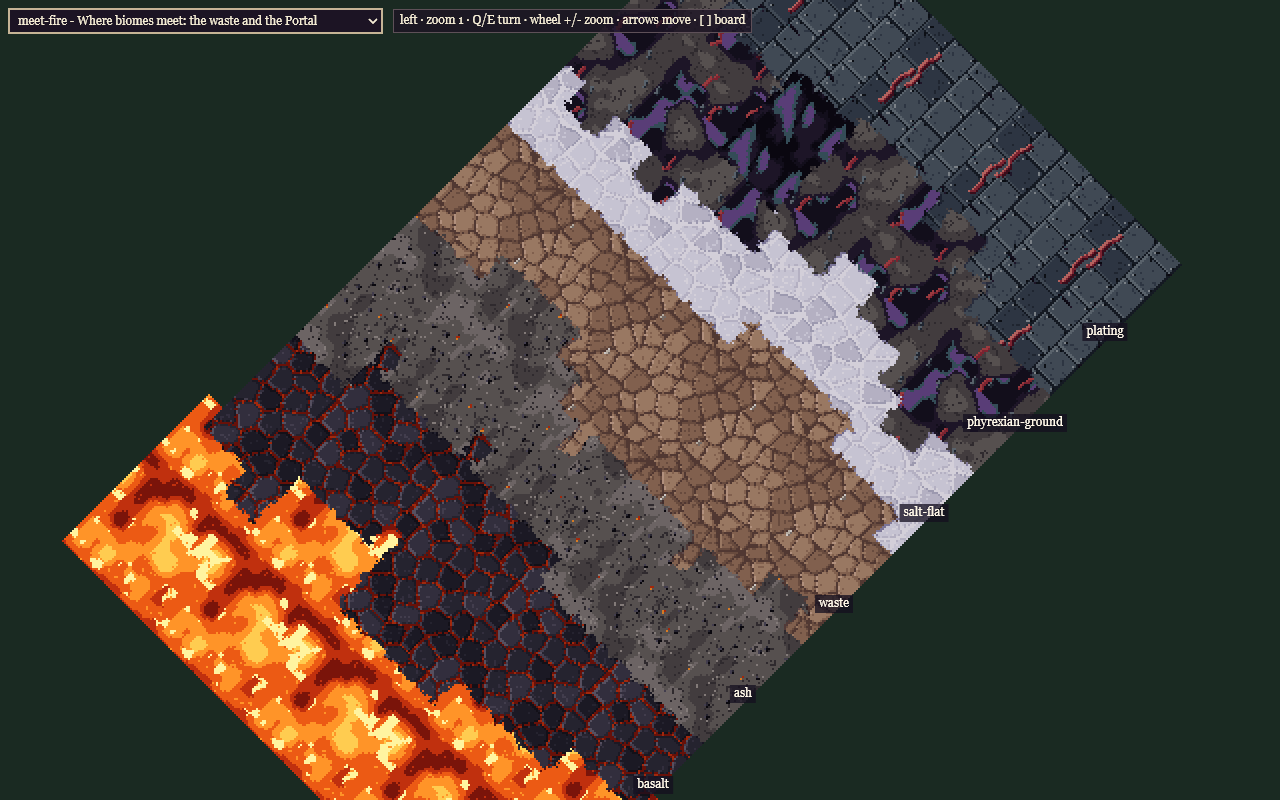 meet-fire - Where biomes meet: the waste and the Portal
left · zoom 1 · Q/E turn · wheel +/- zoom · arrows move · [ ] board
plating
phyrexian-ground
salt-flat
waste
ash
basalt